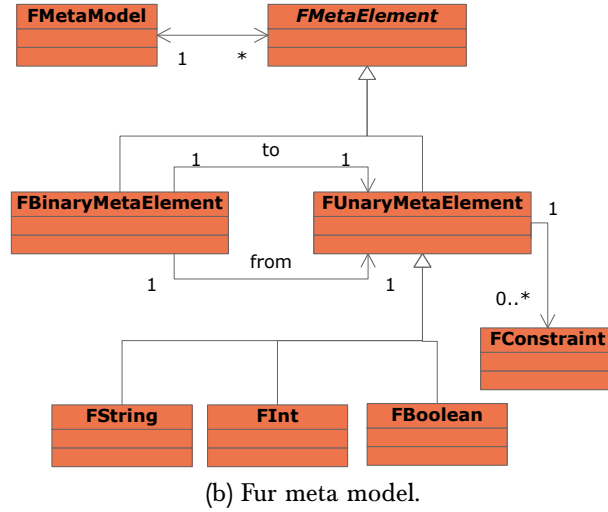 FMetaModel
FMetaElement
1
*
to
1
1
FBinaryMetaElement
FUnaryMetaElement
1
from
1
1
0..*
FConstraint
FString
FInt
FBoolean
(b) Fur meta model.